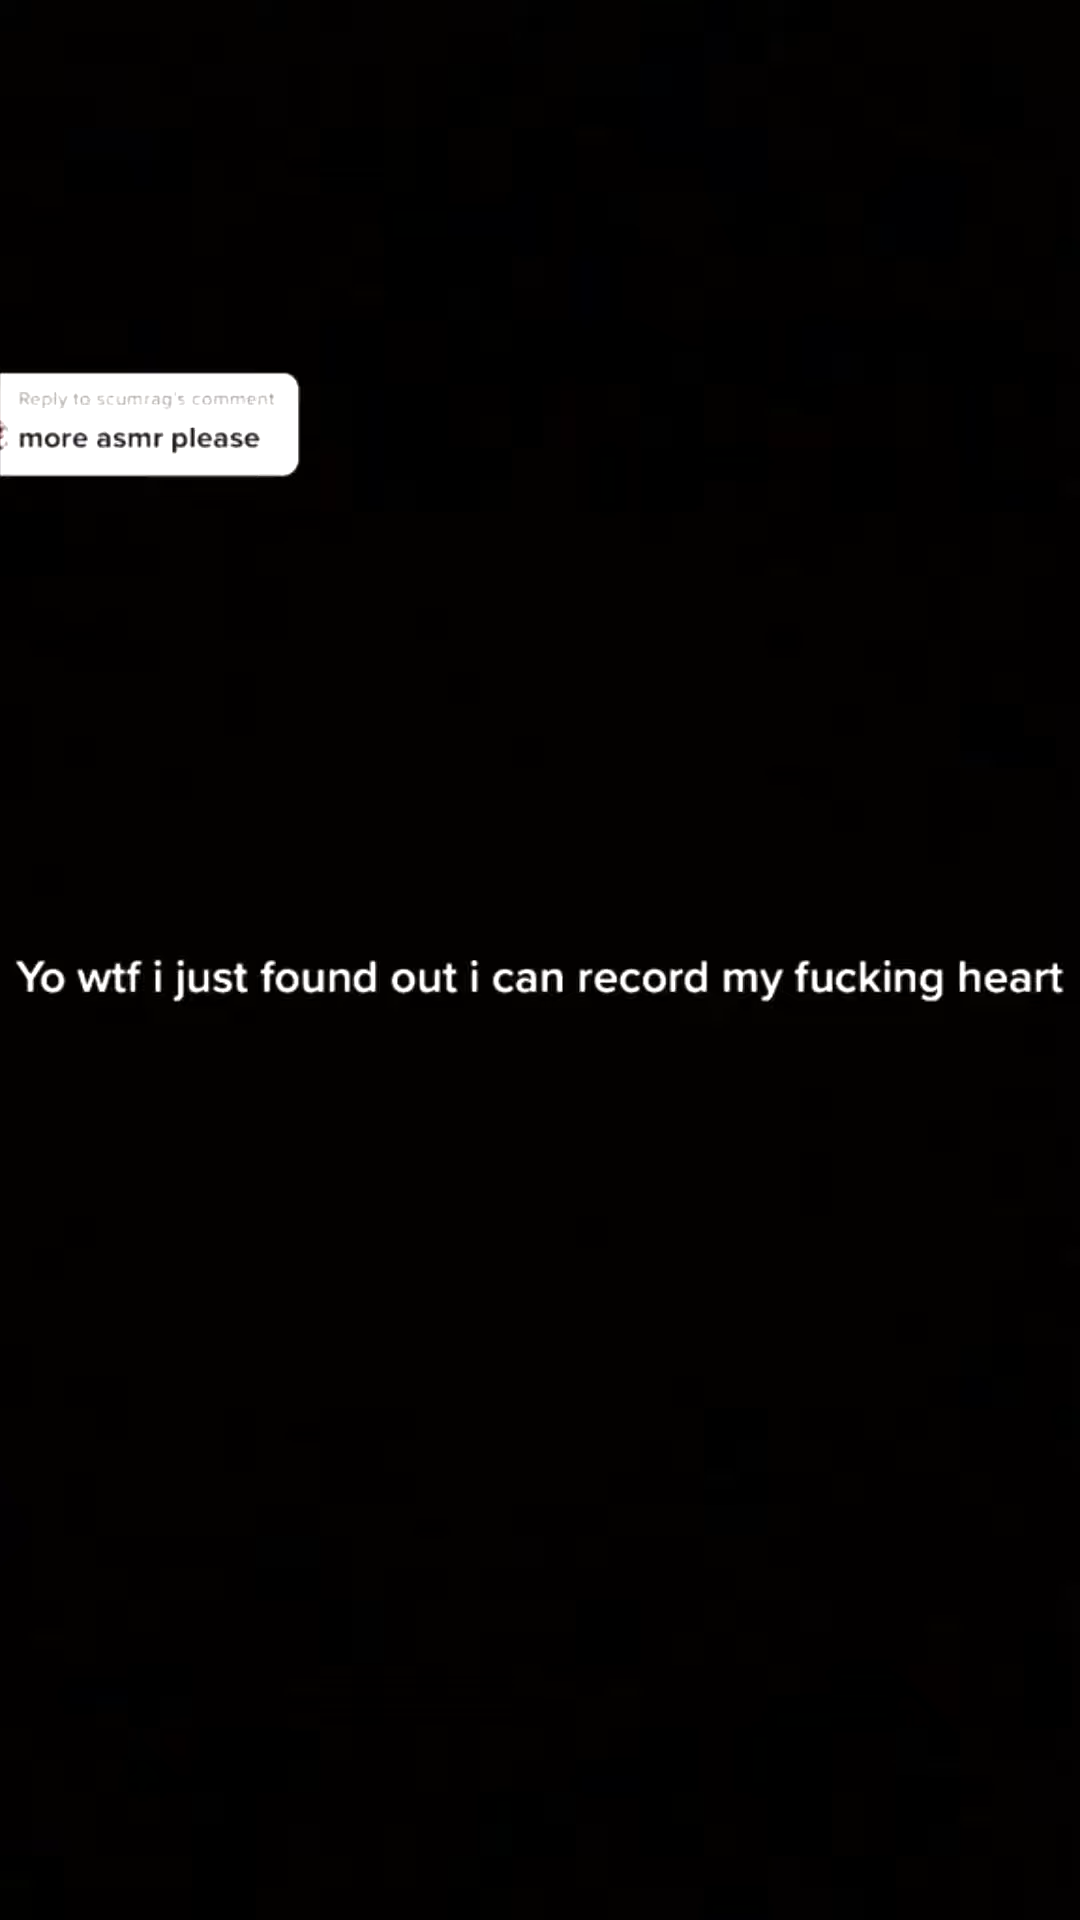 Reply to scumrag's comment
more asmr please
Yo wtf i just found out i can record my fucking heart